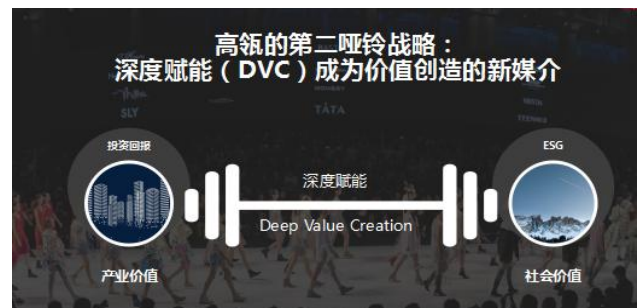 高瓴的第二哑铃战略：
深度赋能（DVC）成为价值创造的新媒介
SLY
TATA
投资回报
ESG
深度赋能
Deep Value Creation
产业价值
社会价值